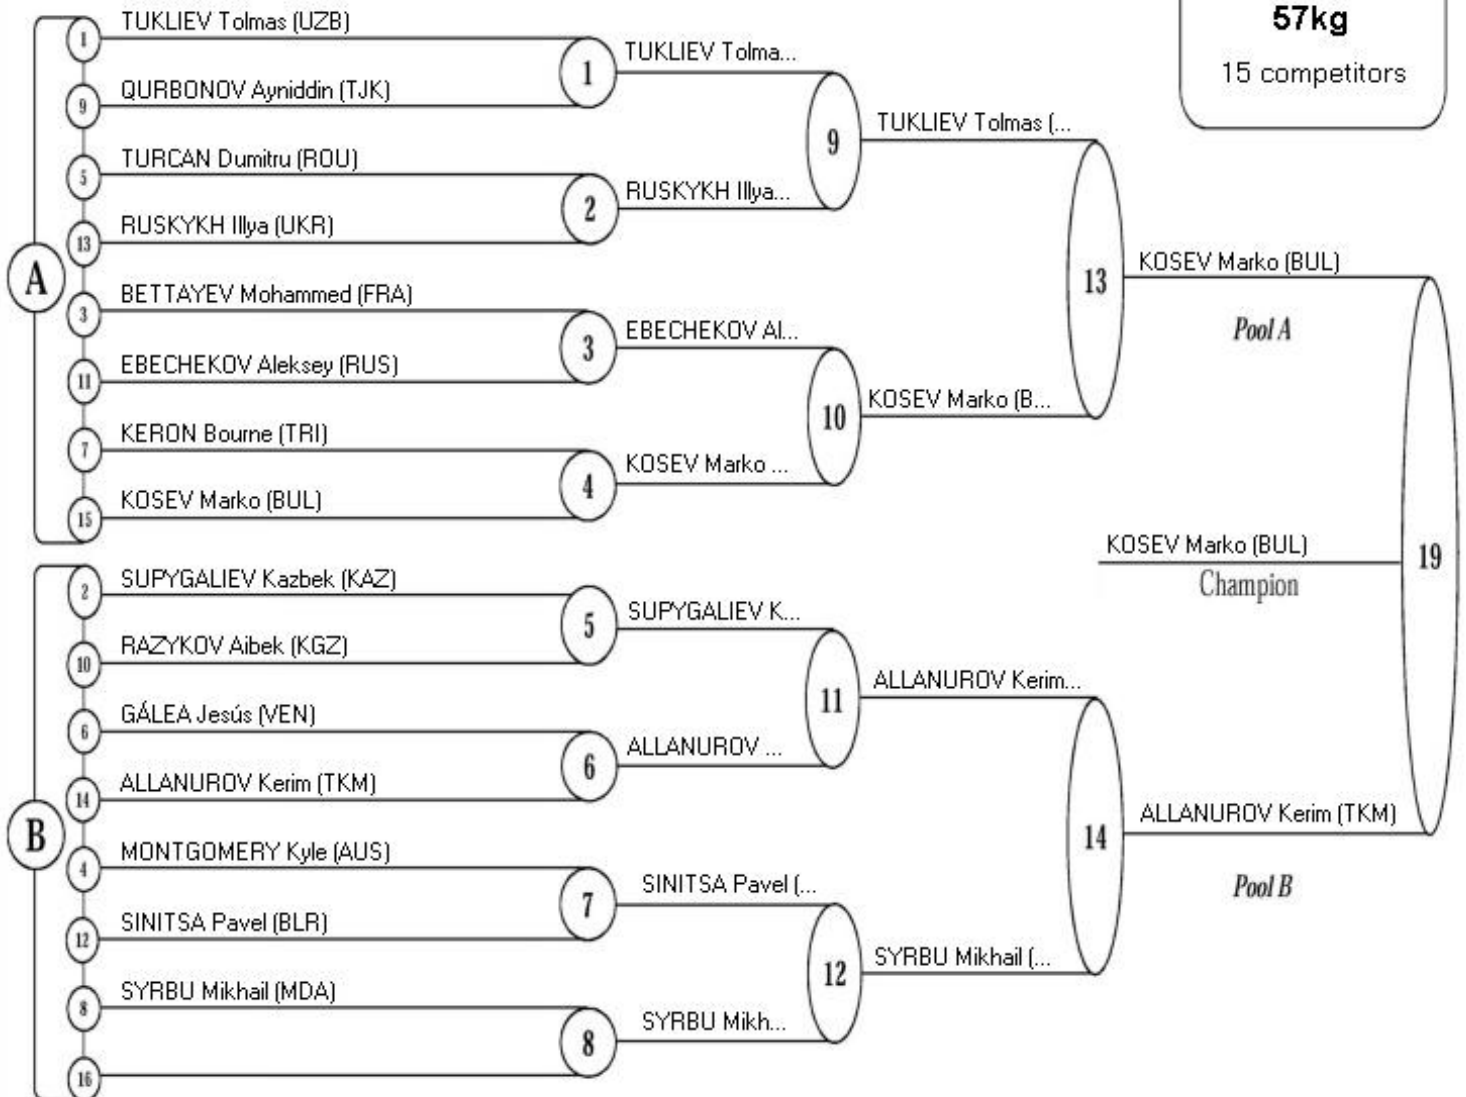 57kg
15 competitors
A
1 TUKLIEV Tolmas (UZB)
9 QURBONOV Ayniddin (TJK)
5 TURCAN Dumitru (ROU)
13 RUSKYKH Illya (UKR)
3 BETTAYEV Mohammed (FRA)
11 EBECHEKOV Aleksey (RUS)
7 KERON Bourne (TRI)
15 KOSEV Marko (BUL)
B
2 SUPYGALIEV Kazbek (KAZ)
10 RAZYKOV Aibek (KGZ)
6 GÁLEA Jesús (VEN)
14 ALLANUROV Kerim (TKM)
4 MONTGOMERY Kyle (AUS)
12 SINITSA Pavel (BLR)
8 SYRBU Mikhail (MDA)
16
1 TUKLIEV Tolma...
2 RUSKYKH Illya...
3 EBECHEKOV Al...
4 KOSEV Marko ...
5 SUPYGALIEV K...
6 ALLANUROV ...
7 SINITSA Pavel (...
8 SYRBU Mikh...
9 TUKLIEV Tolmas (...
10 KOSEV Marko (B...
11 ALLANUROV Kerim...
12 SYRBU Mikhail (...
13 KOSEV Marko (BUL)
Pool A
14 ALLANUROV Kerim (TKM)
Pool B
19 KOSEV Marko (BUL)
Champion